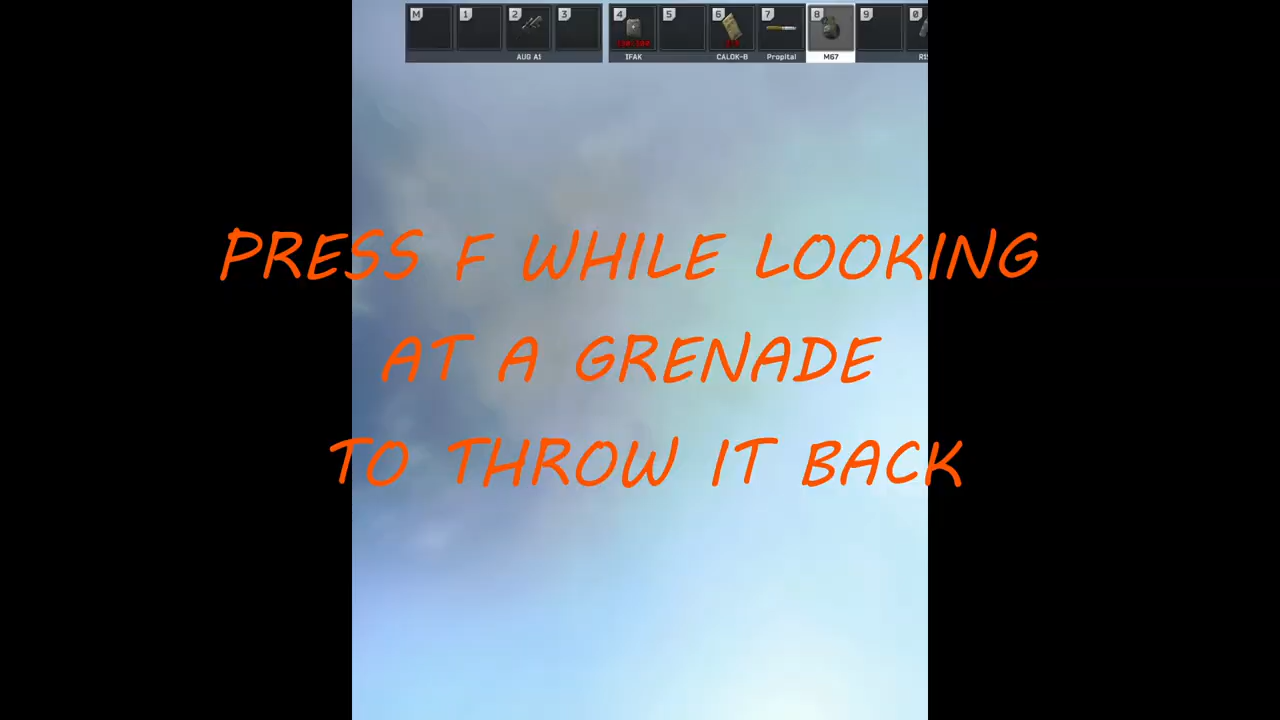 M 1 2 3 4 5 6 7 8 9 0
AUG A1 IFAK CALOK-B Propital M67
PRESS F WHILE LOOKING
AT A GRENADE
TO THROW IT BACK